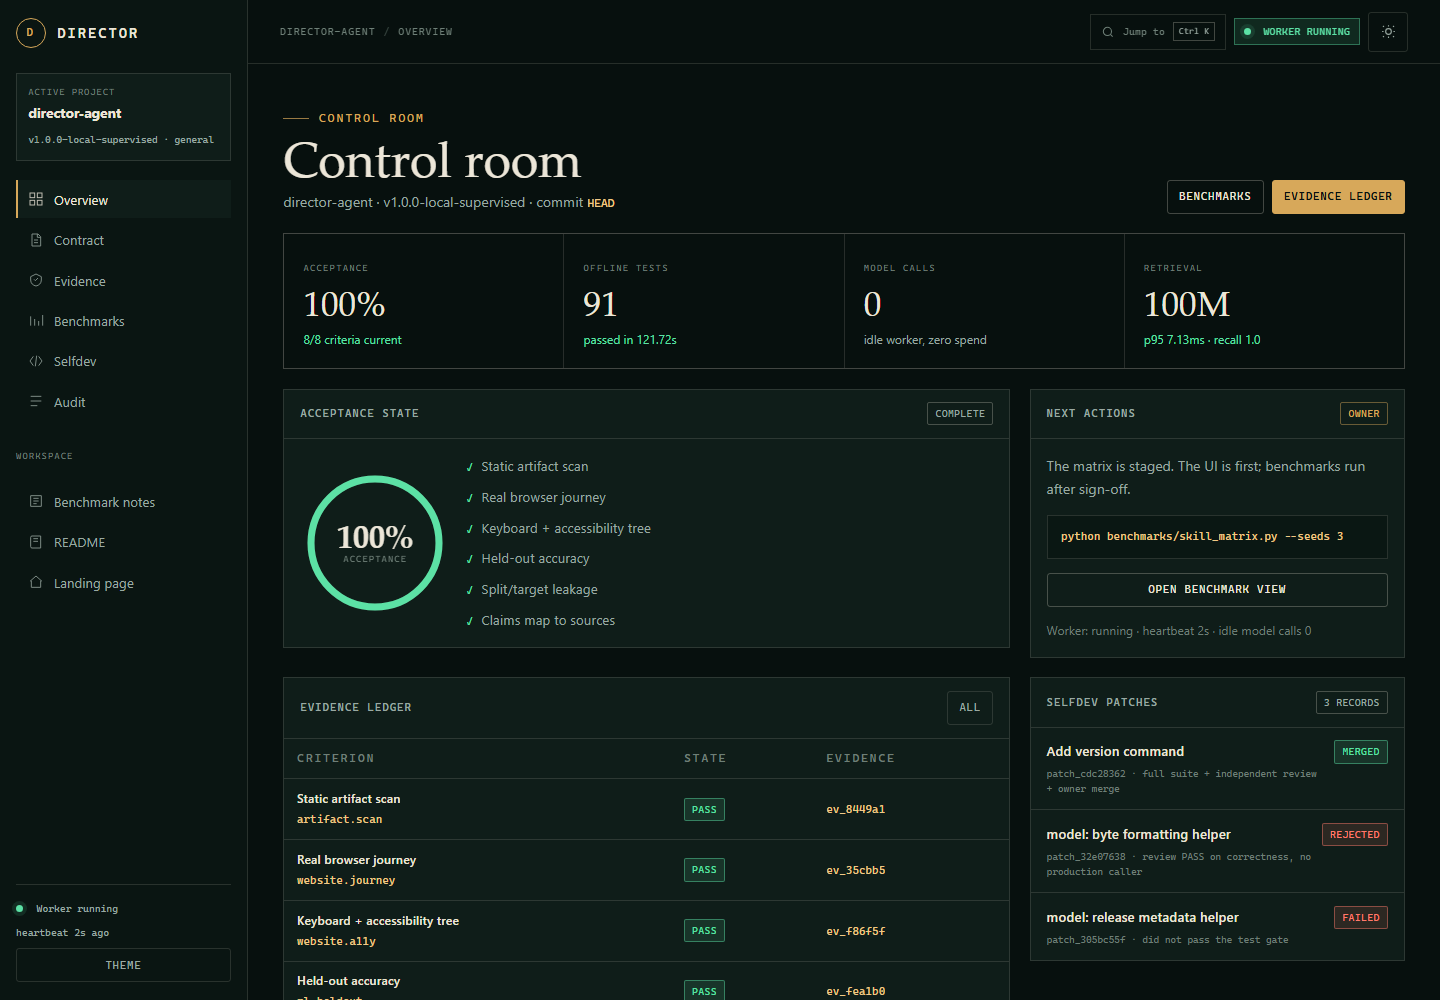 D
DIRECTOR
ACTIVE PROJECT
director-agent
v1.0.0-local-supervised · general
Overview
Contract
Evidence
Benchmarks
Selfdev
Audit
WORKSPACE
Benchmark notes
README
Landing page
Worker running
heartbeat 2s ago
THEME
DIRECTOR-AGENT / OVERVIEW
Jump to Ctrl K
WORKER RUNNING
CONTROL ROOM
Control room
director-agent · v1.0.0-local-supervised · commit HEAD
BENCHMARKS
EVIDENCE LEDGER
ACCEPTANCE
100%
8/8 criteria current
OFFLINE TESTS
91
passed in 121.72s
MODEL CALLS
0
idle worker, zero spend
RETRIEVAL
100M
p95 7.13ms · recall 1.0
ACCEPTANCE STATE
COMPLETE
100%
ACCEPTANCE
✓ Static artifact scan
✓ Real browser journey
✓ Keyboard + accessibility tree
✓ Held-out accuracy
✓ Split/target leakage
✓ Claims map to sources
NEXT ACTIONS
OWNER
The matrix is staged. The UI is first; benchmarks run
after sign-off.
python benchmarks/skill_matrix.py --seeds 3
OPEN BENCHMARK VIEW
Worker: running · heartbeat 2s · idle model calls 0
EVIDENCE LEDGER
ALL
CRITERION STATE EVIDENCE
Static artifact scan
artifact.scan
PASS
ev_8449a1
Real browser journey
website.journey
PASS
ev_35cbb5
Keyboard + accessibility tree
website.a11y
PASS
ev_f86f5f
Held-out accuracy
PASS
ev_fea1b0
SELFDEV PATCHES
3 RECORDS
Add version command
MERGED
patch_cdc28362 · full suite + independent review
+ owner merge
model: byte formatting helper
REJECTED
patch_32e07638 · review PASS on correctness, no
production caller
model: release metadata helper
FAILED
patch_305bc55f · did not pass the test gate